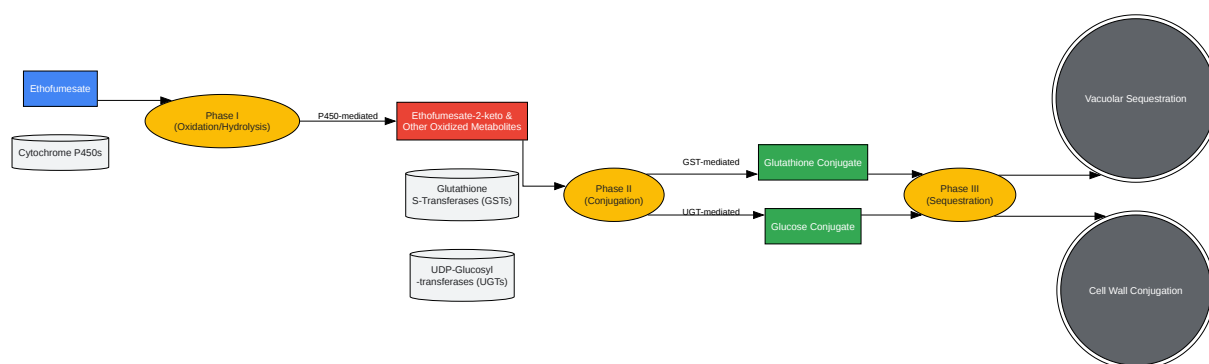 Ethofumesate
Cytochrome P450s
Phase I
(Oxidation/Hydrolysis)
P450-mediated
Ethofumesate-2-keto &
Other Oxidized Metabolites
Glutathione
S-Transferases (GSTs)
UDP-Glucosyl
-transferases (UGTs)
Phase II
(Conjugation)
GST-mediated
UGT-mediated
Glutathione Conjugate
Glucose Conjugate
Phase III
(Sequestration)
Vacuolar Sequestration
Cell Wall Conjugation